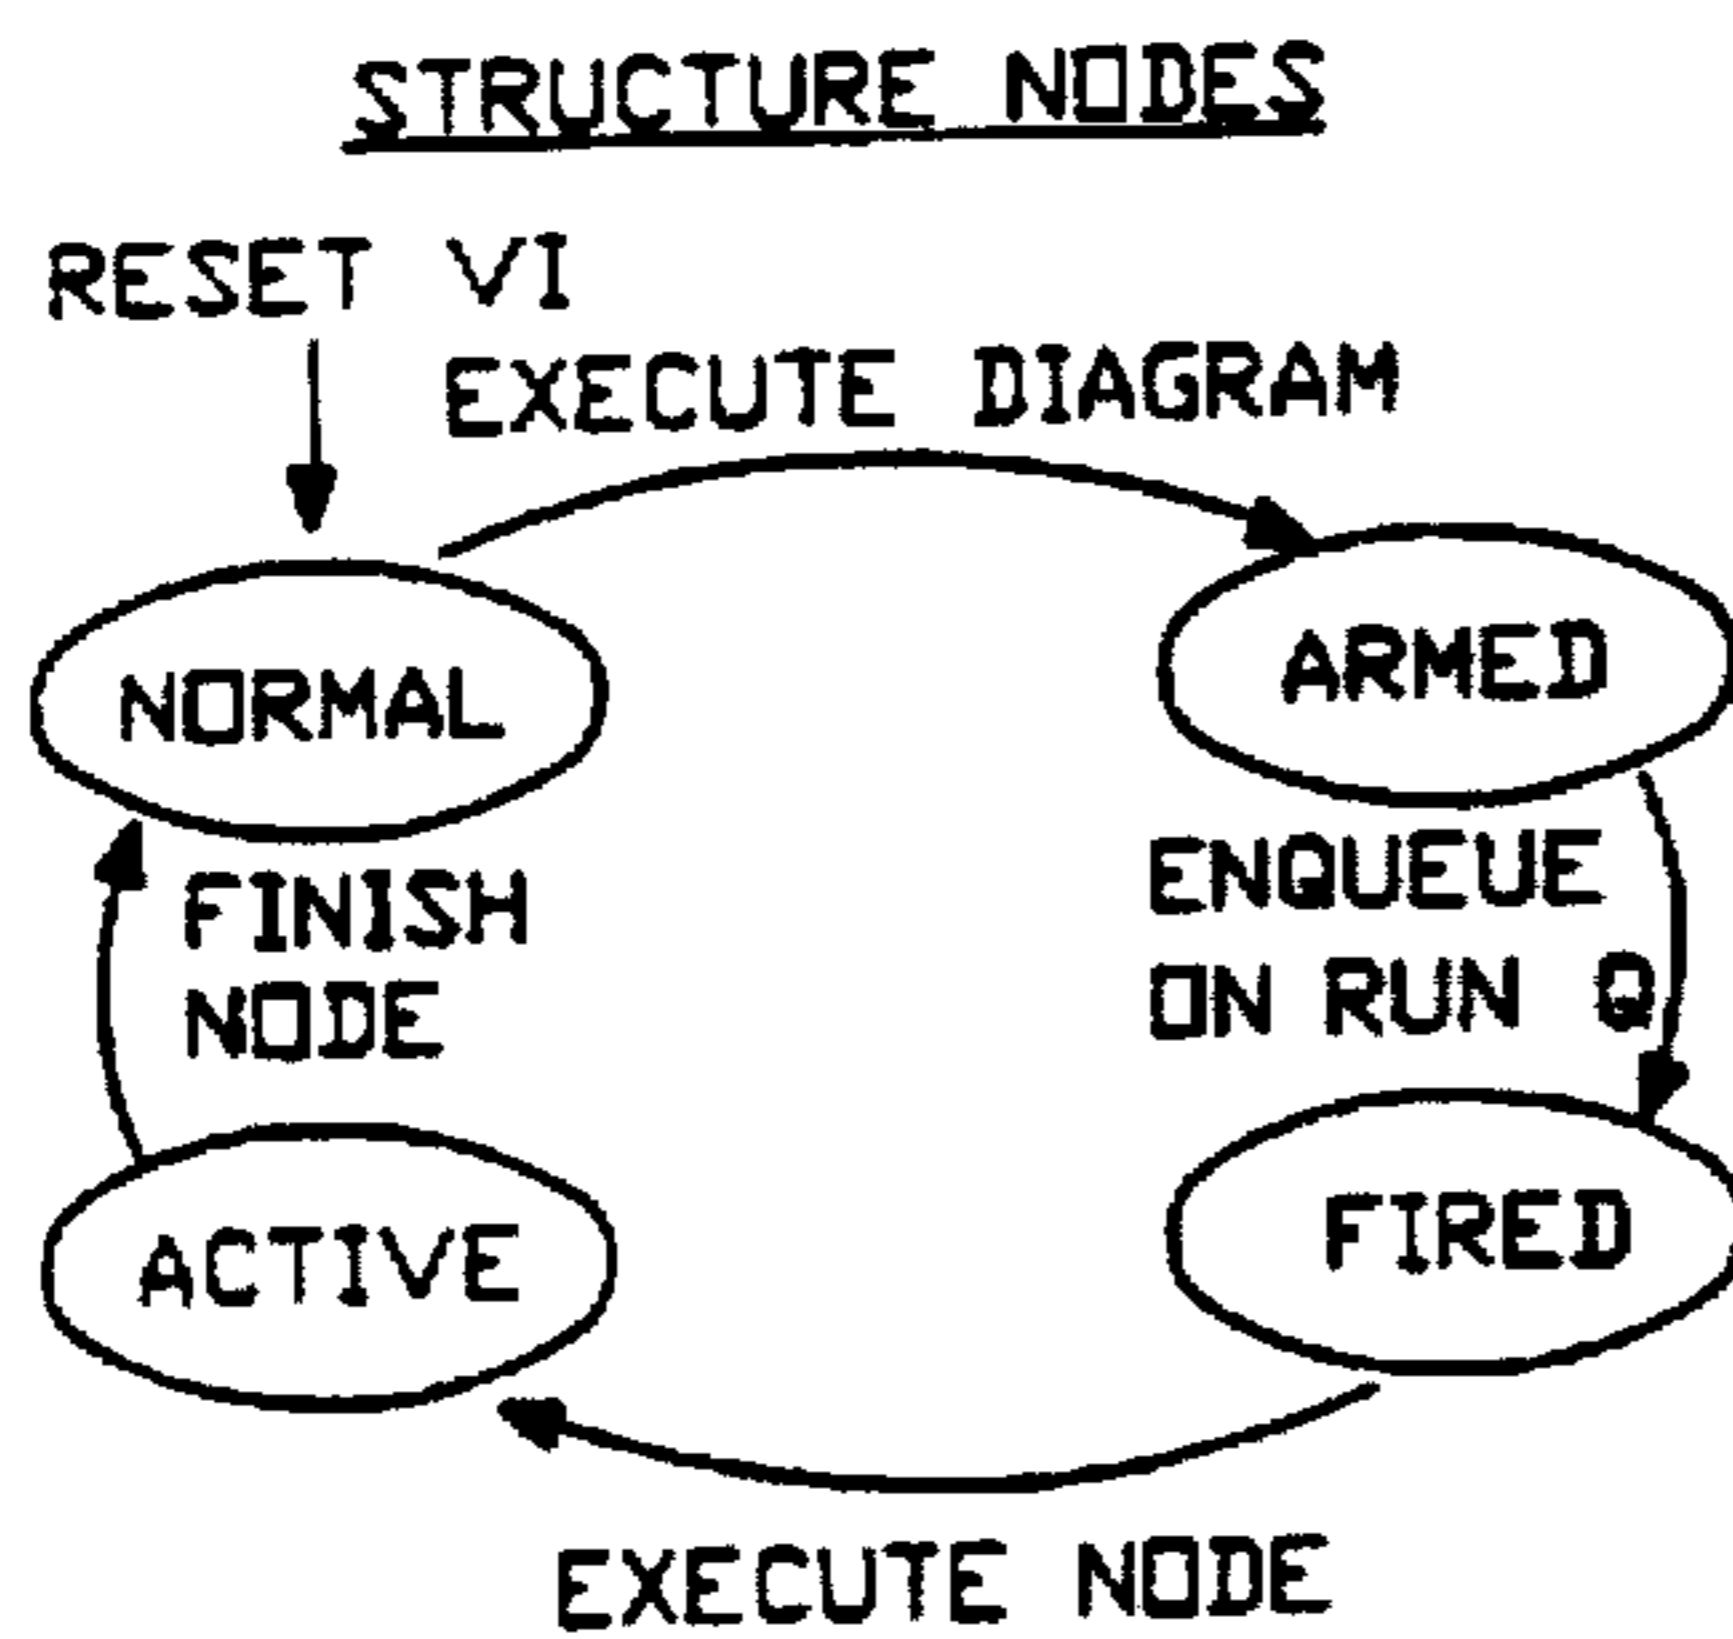 STRUCTURE NODES
RESET VI
EXECUTE DIAGRAM
NORMAL
ARMED
FINISH
NODE
ENQUEUE
ON RUN Q
ACTIVE
FIRED
EXECUTE NODE